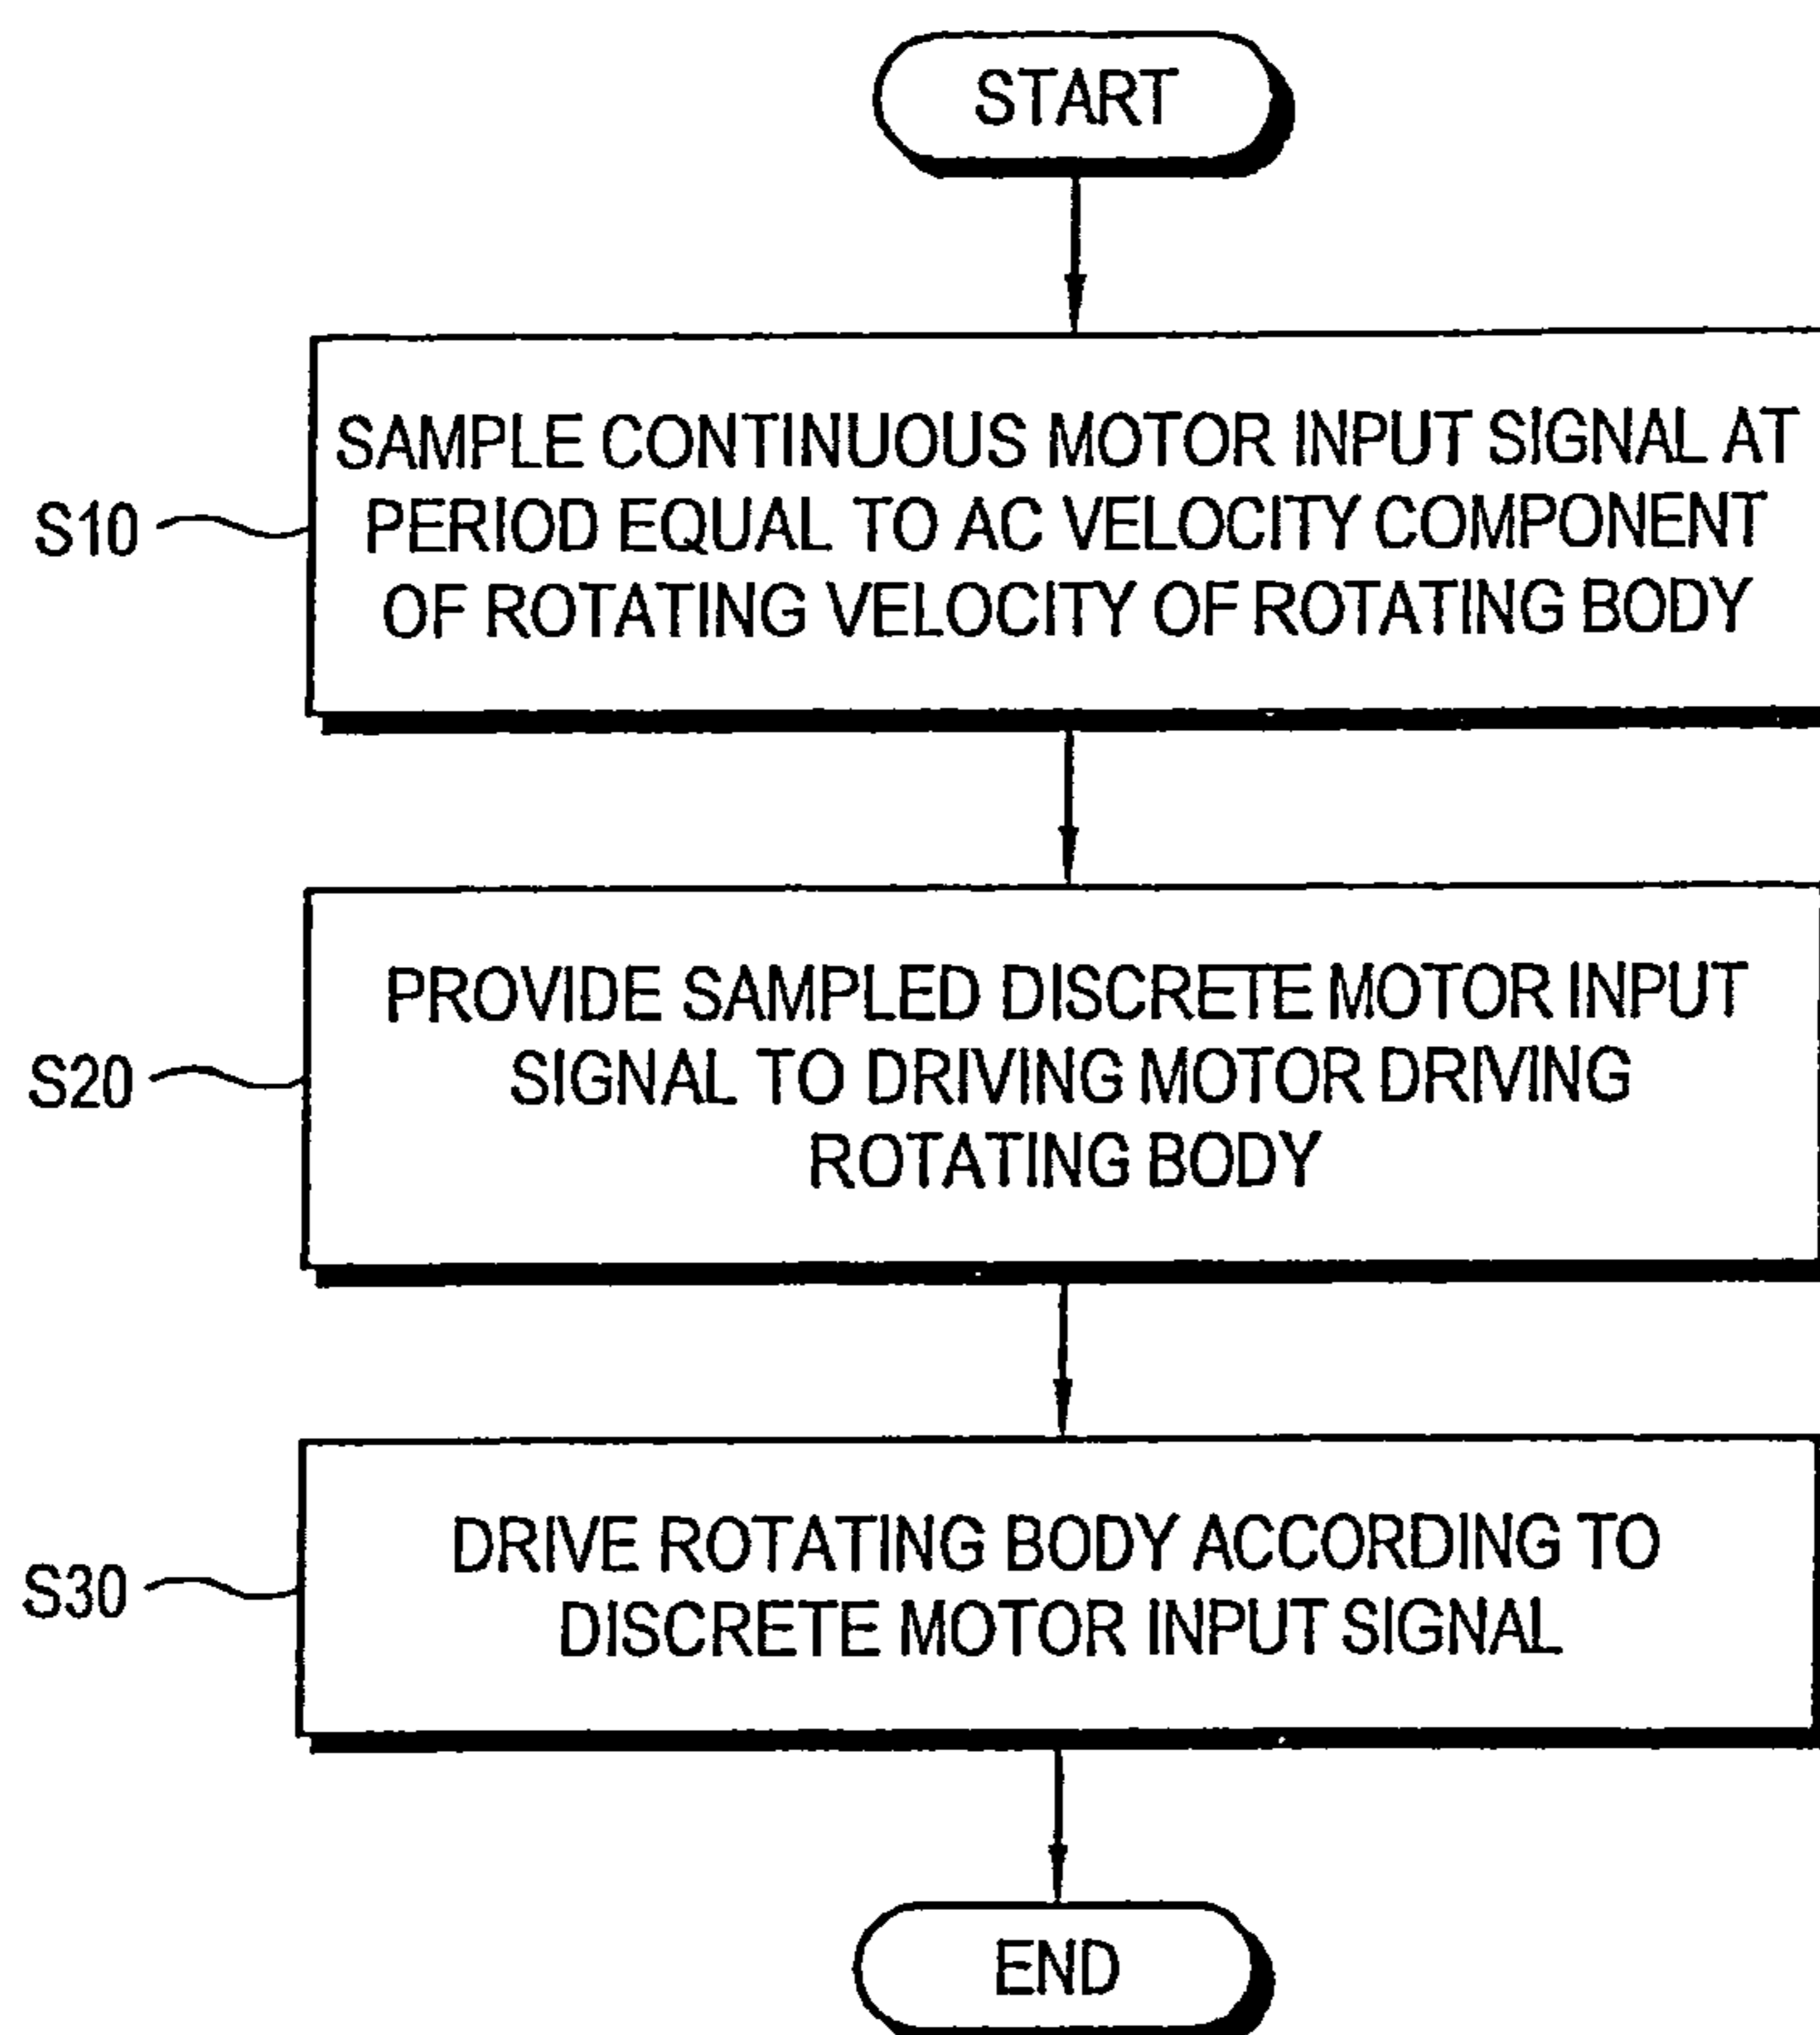 START
SAMPLE CONTINUOUS MOTOR INPUT SIGNAL AT
PERIOD EQUAL TO AC VELOCITY COMPONENT
OF ROTATING VELOCITY OF ROTATING BODY
S10
PROVIDE SAMPLED DISCRETE MOTOR INPUT
SIGNAL TO DRIVING MOTOR DRIVING
ROTATING BODY
S20
DRIVE ROTATING BODY ACCORDING TO
DISCRETE MOTOR INPUT SIGNAL
S30
END